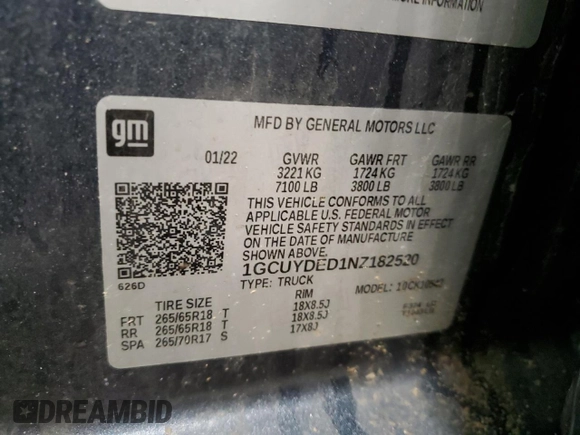 INFORMATION
gm
MFD BY GENERAL MOTORS LLC
01/22 GVWR GAWR FRT GAWR RR
3221 KG 1724 KG 1724 KG
7100 LB 3800 LB 3800 LB
THIS VEHICLE CONFORMS TO ALL
APPLICABLE U.S. FEDERAL MOTOR
VEHICLE SAFETY STANDARDS IN EFFECT
ON THE DATE OF MANUFACTURE
SHOWN ABOVE.
626D
1GCUYDED1NZ182520
TYPE: TRUCK MODEL:
TIRE SIZE RIM
FRT 265/65R18 T 18X8.5J
RR 265/65R18 T 18X8.5J
SPA 265/70R17 S 17X8J
DREAMBID